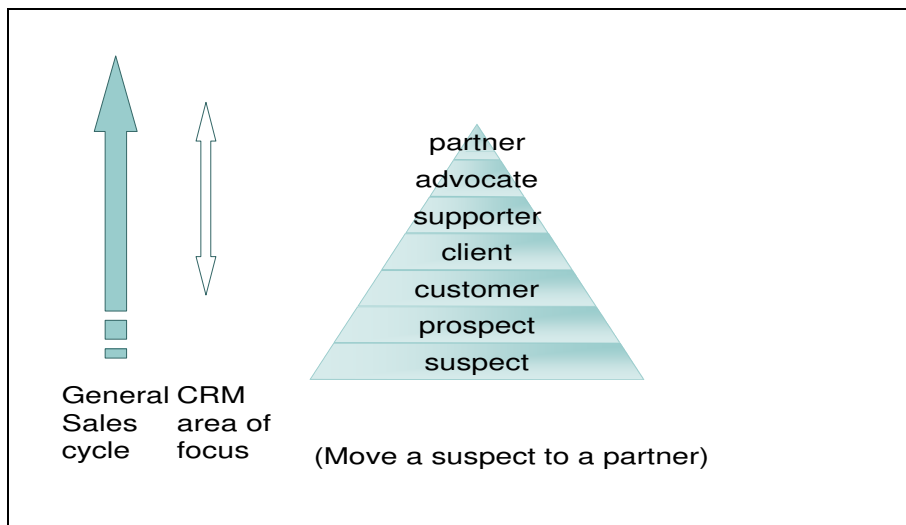 partner
advocate
supporter
client
customer
prospect
suspect
General
Sales
cycle
CRM
area of
focus
(Move a suspect to a partner)